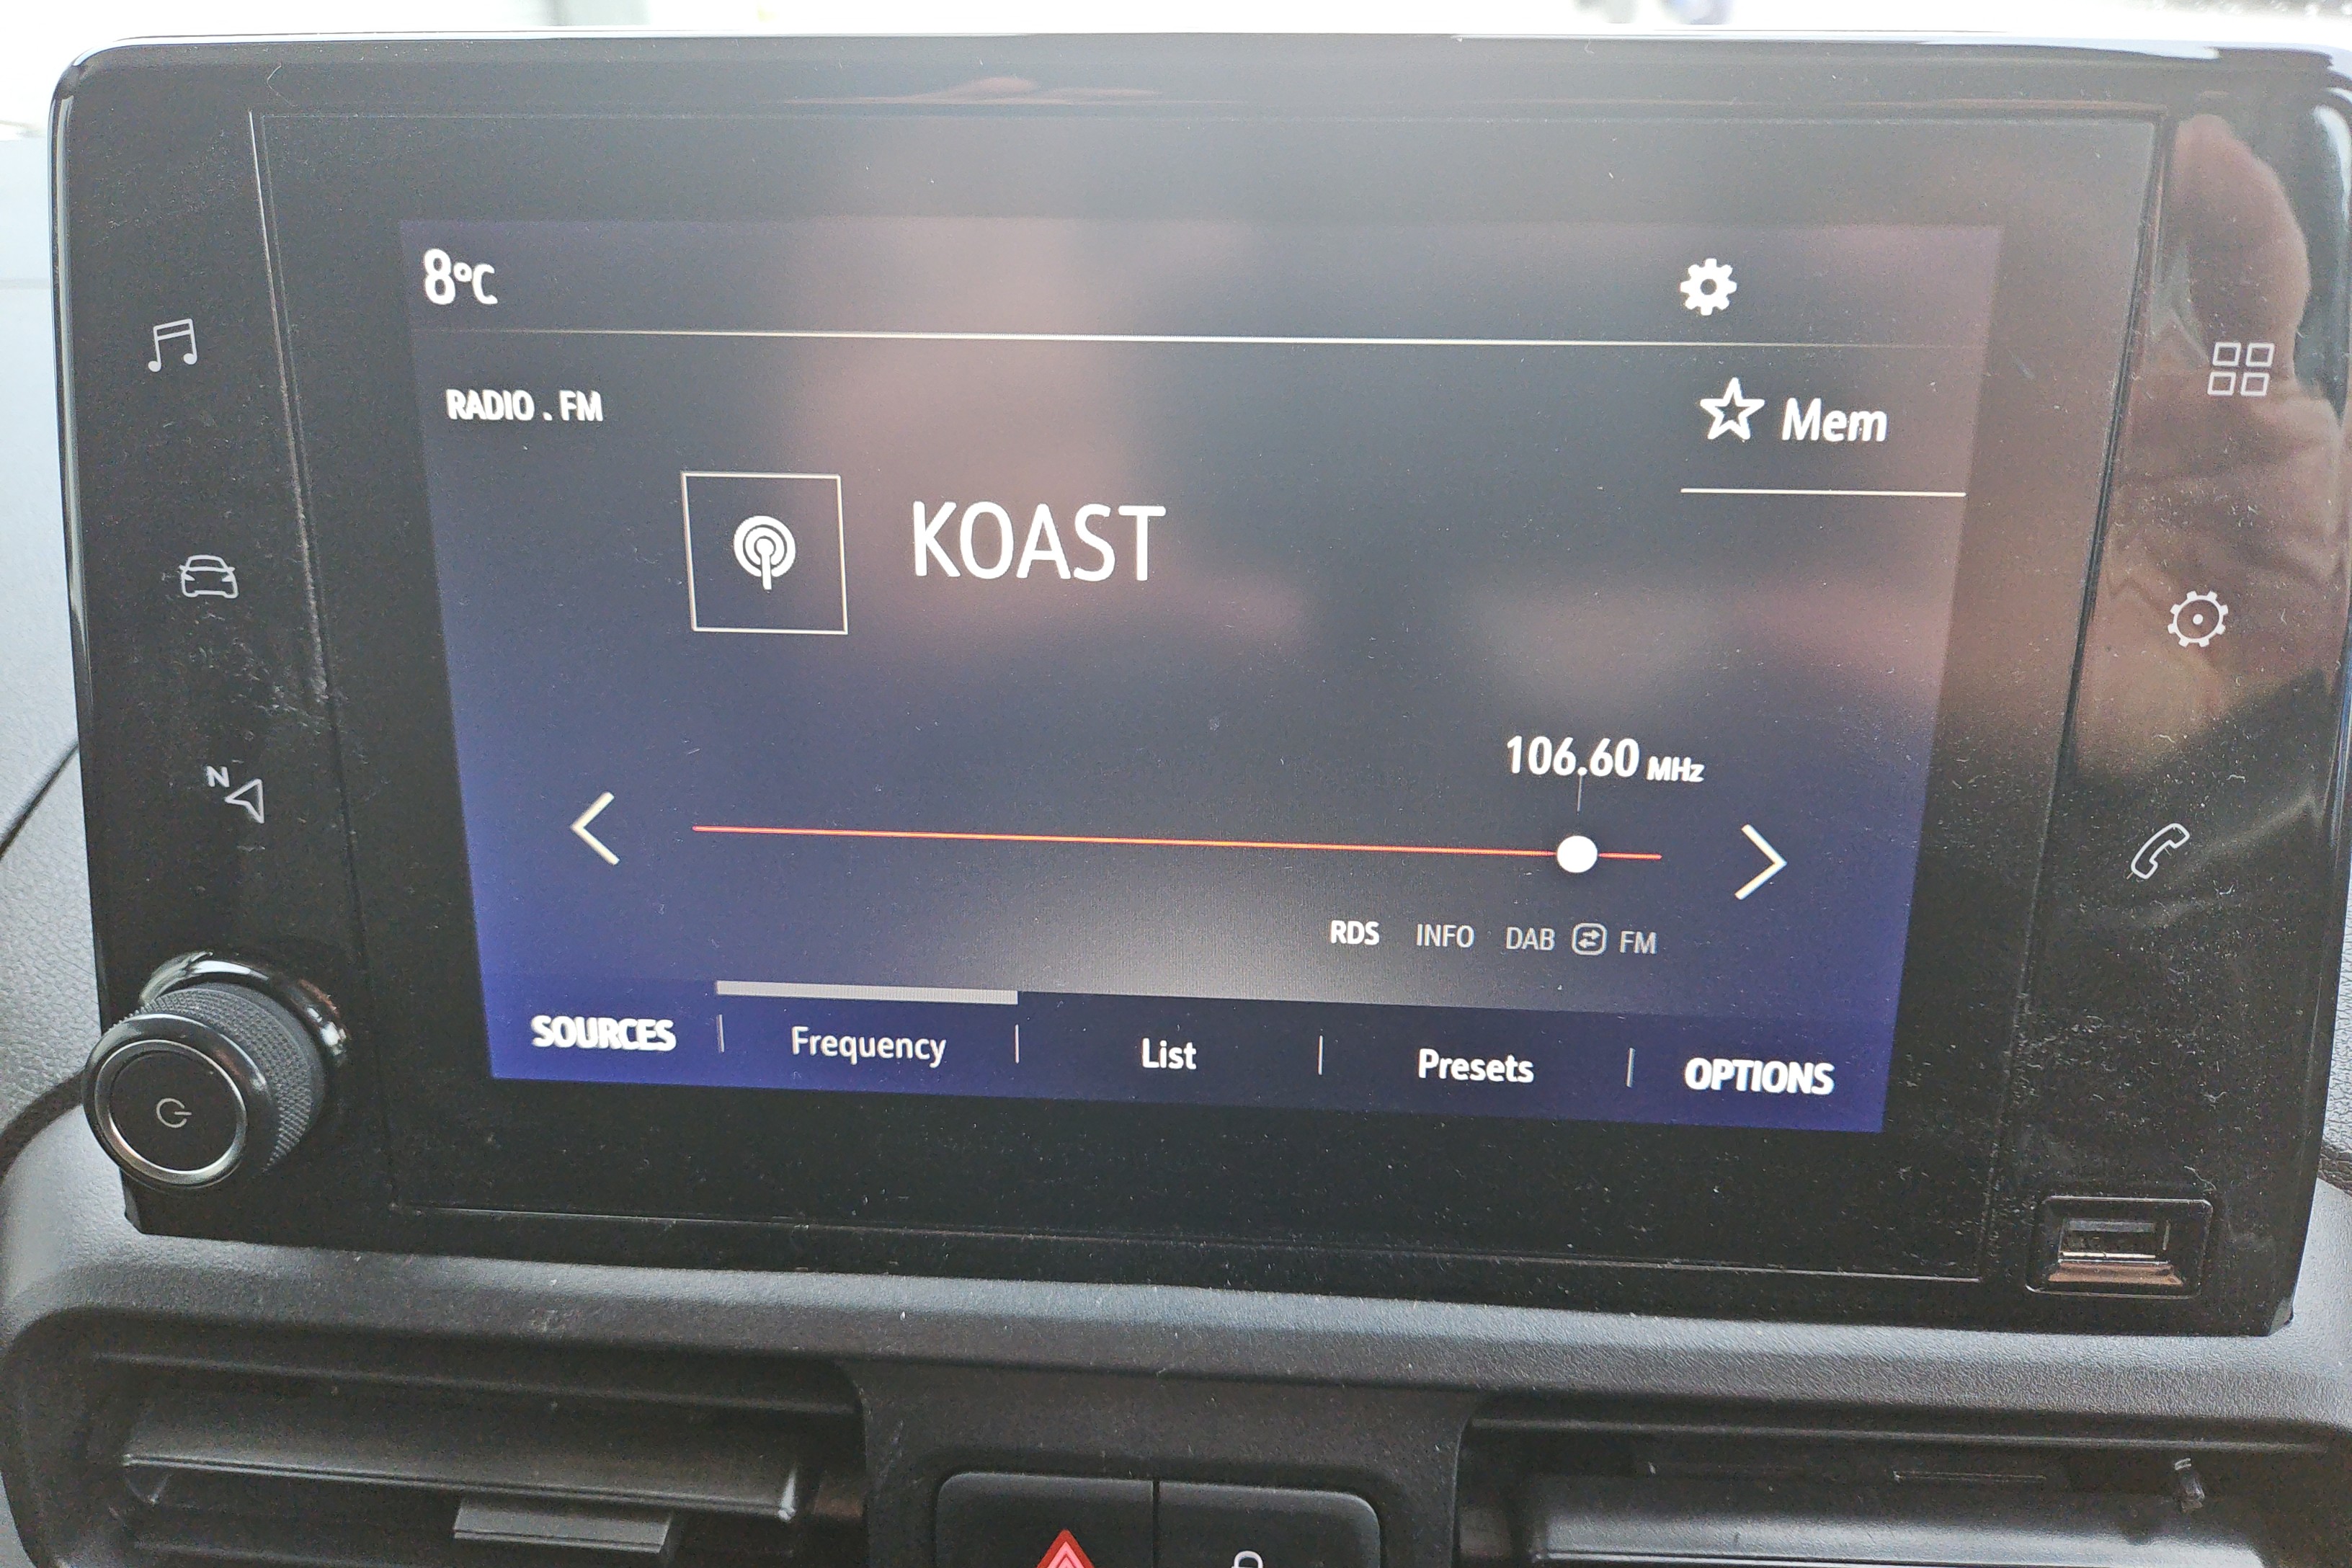 8°C
RADIO . FM
Mem
KOAST
106.60 MHz
N
RDS INFO DAB FM
SOURCES Frequency List Presets OPTIONS